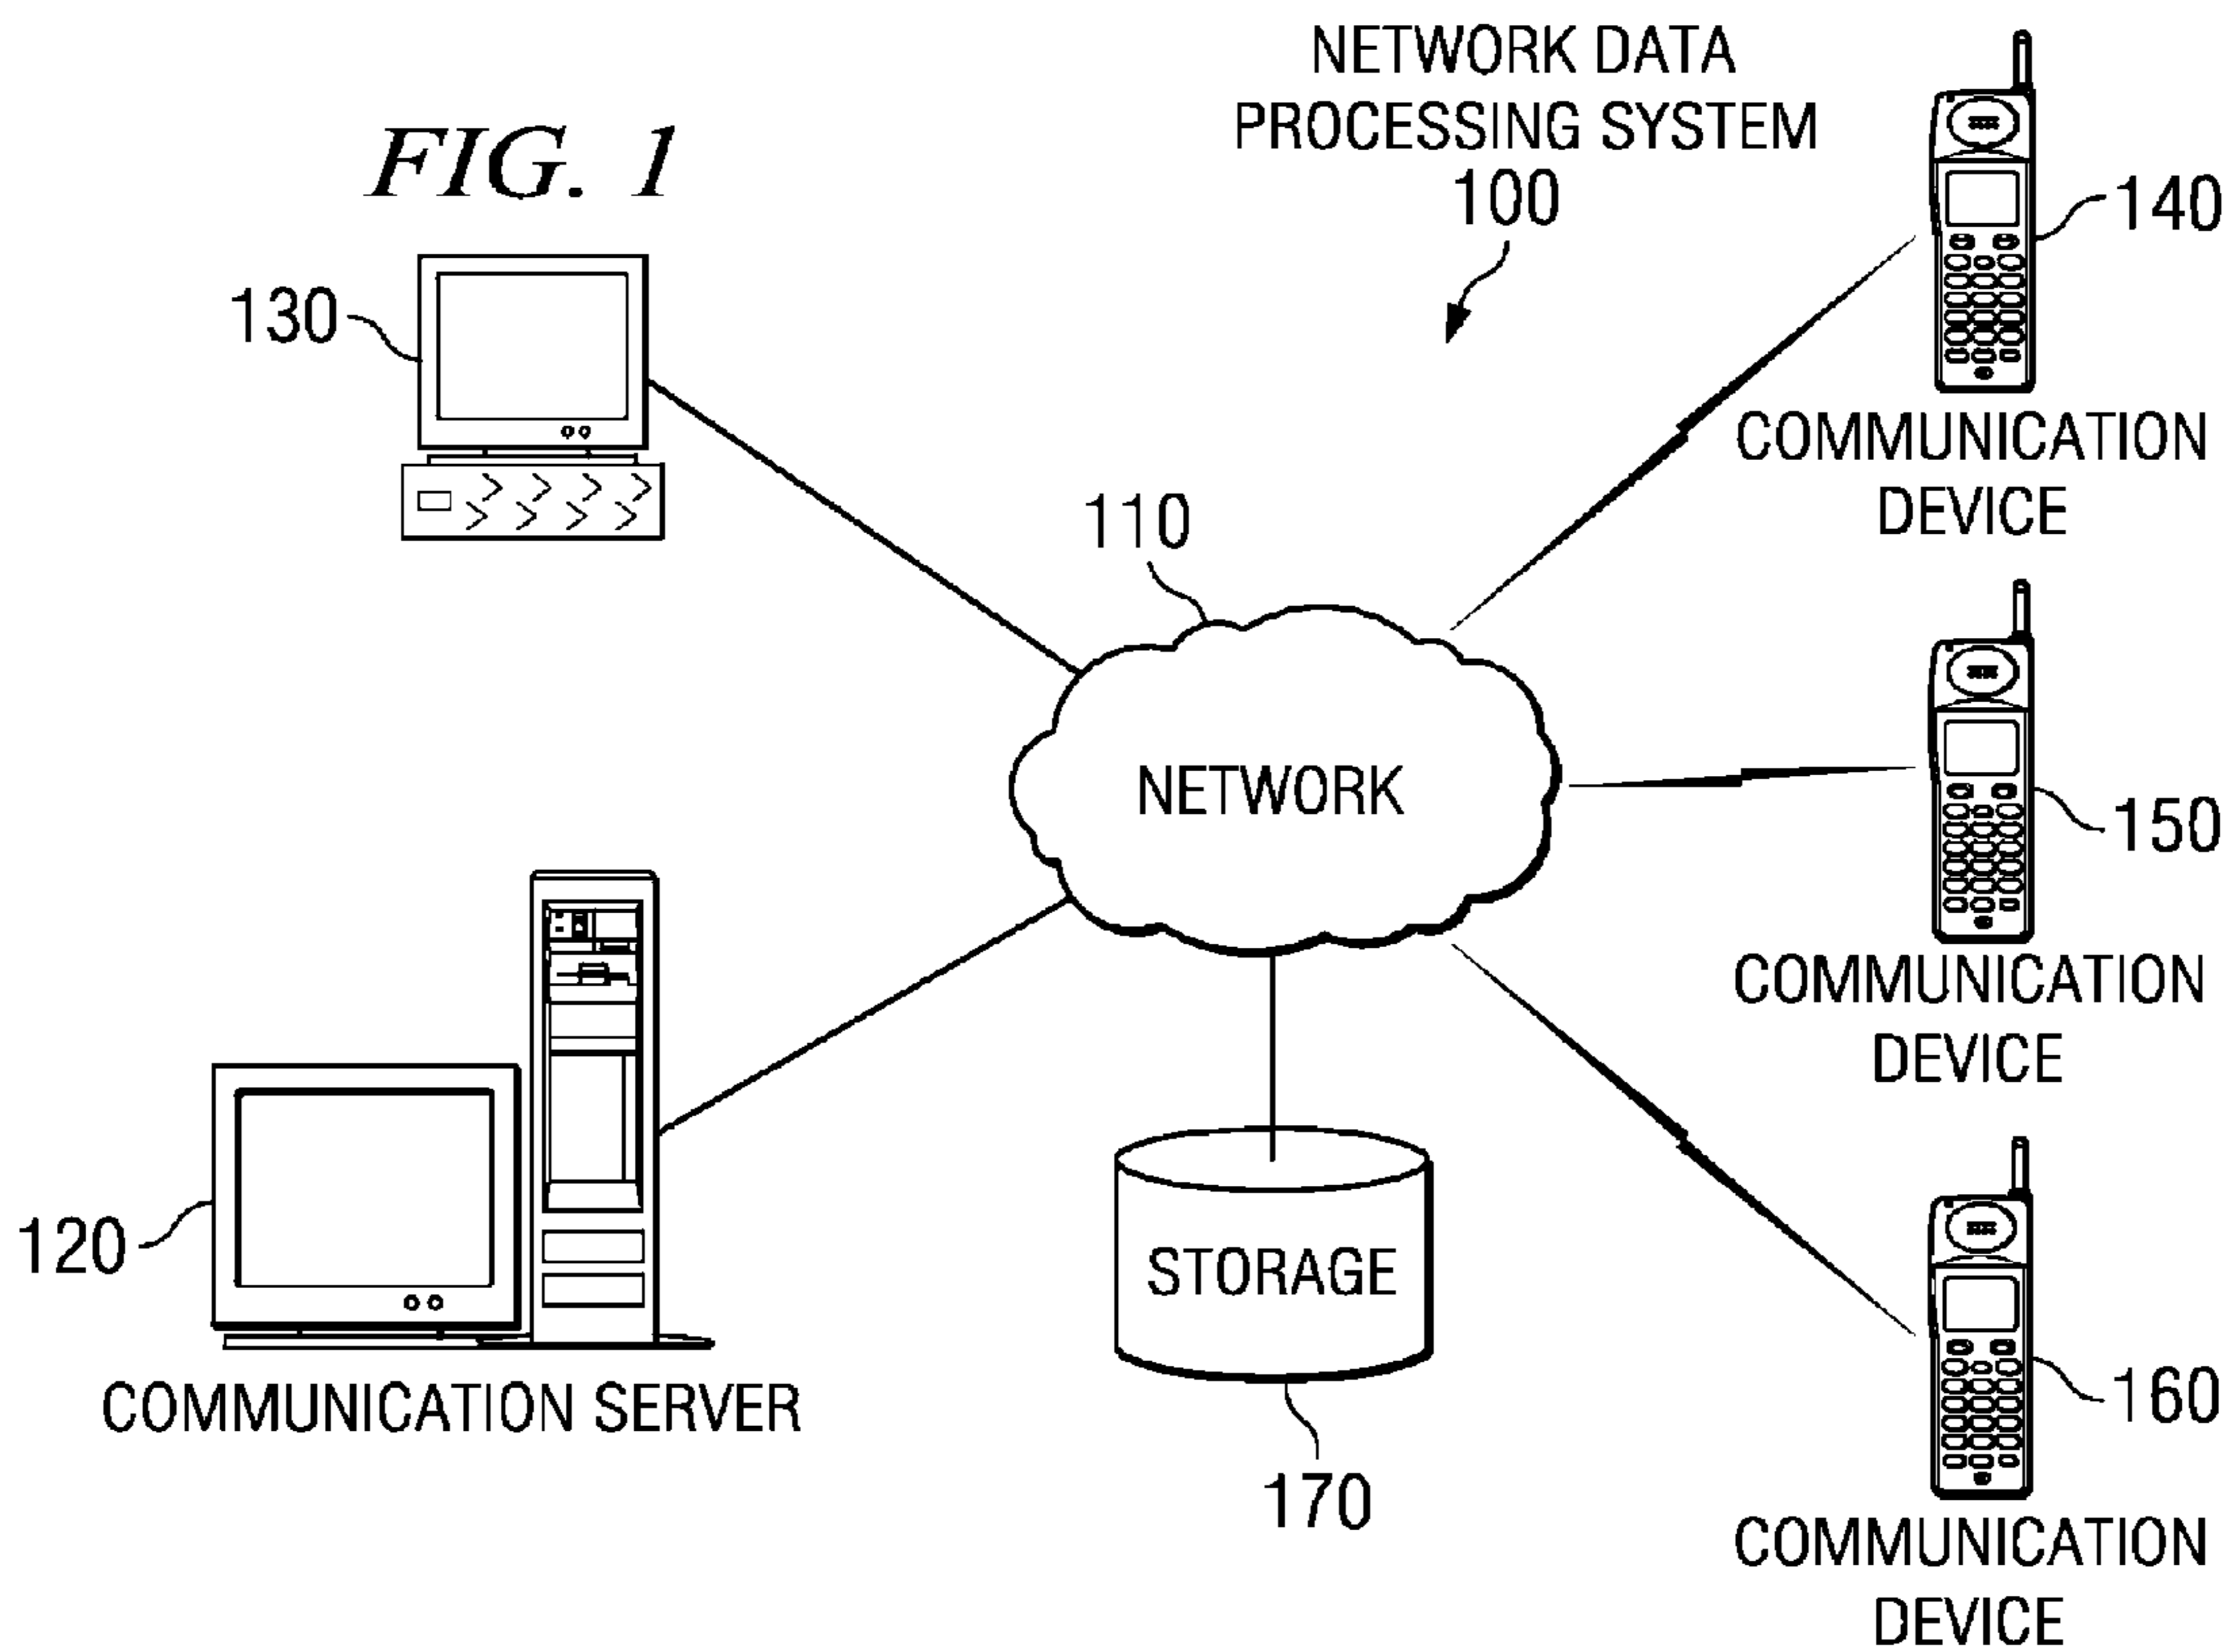 NETWORK DATA
PROCESSING SYSTEM
100
FIG. 1
140
130
COMMUNICATION
DEVICE
110
NETWORK
150
COMMUNICATION
DEVICE
120
STORAGE
COMMUNICATION SERVER
160
170
COMMUNICATION
DEVICE